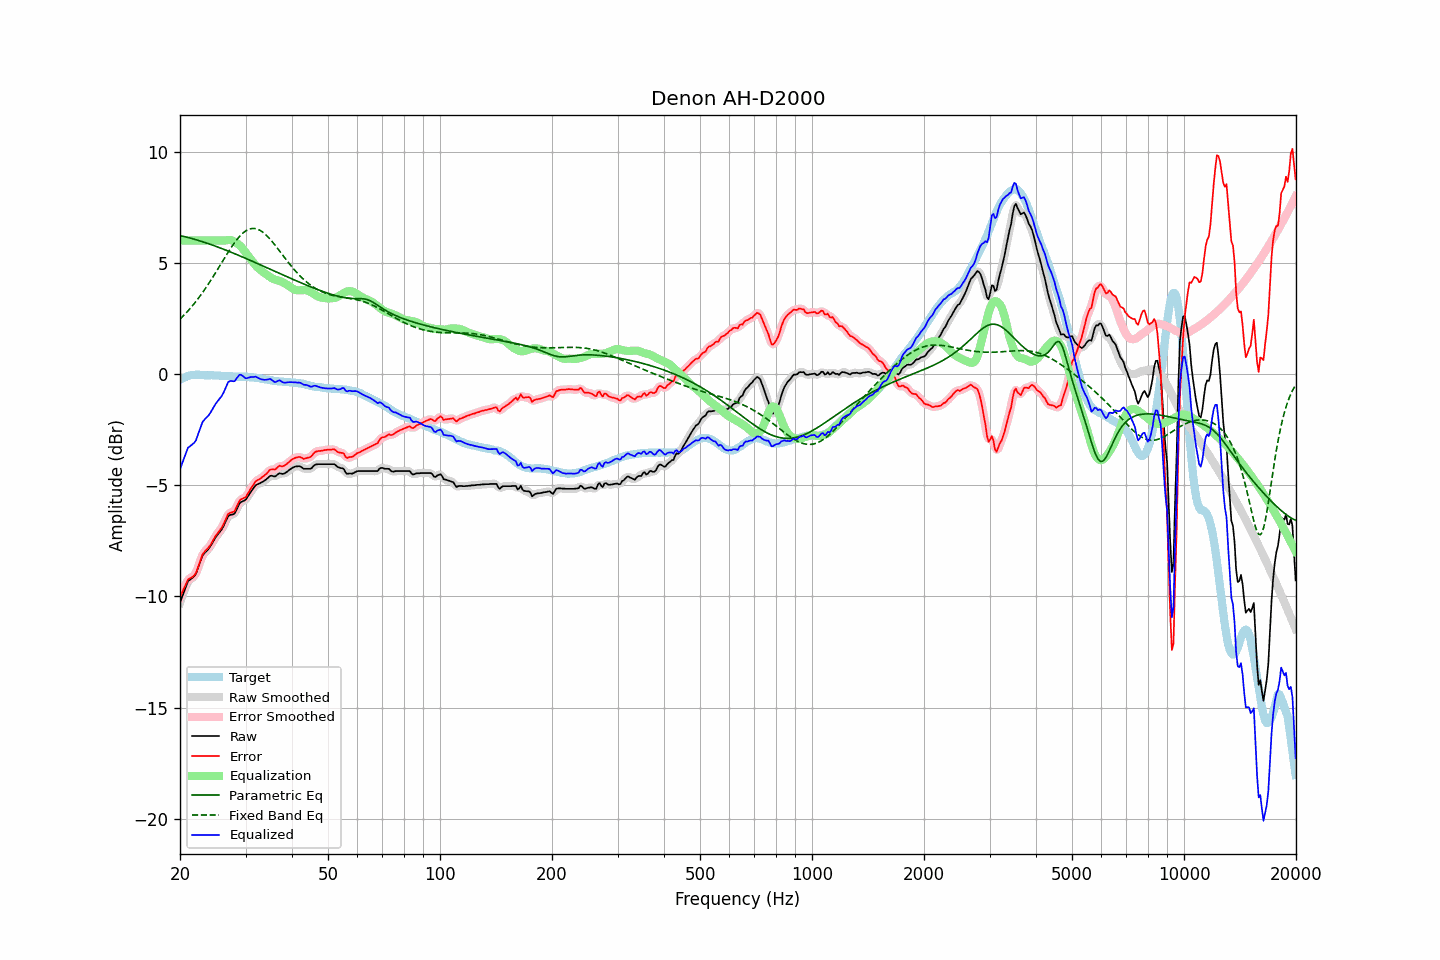 Denon AH-D2000
Amplitude (dBr)
10
5
0
−5
−10
−15
−20
Target
Raw Smoothed
Error Smoothed
Raw
Error
Equalization
Parametric Eq
Fixed Band Eq
Equalized
20 50 100 200 500 1000 2000 5000 10000 20000
Frequency (Hz)